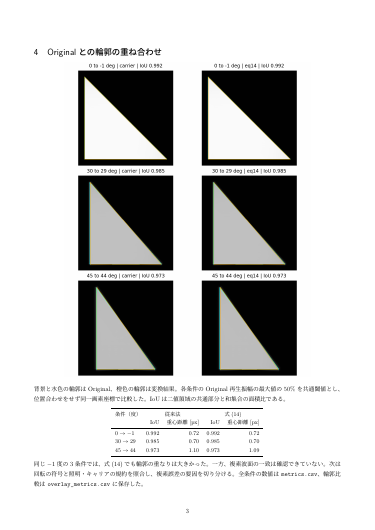 4 Original との輪郭の重ね合わせ
0 to -1 deg | carrier | IoU 0.992
0 to -1 deg | eq14 | IoU 0.992
30 to 29 deg | carrier | IoU 0.985
30 to 29 deg | eq14 | IoU 0.985
45 to 44 deg | carrier | IoU 0.973
45 to 44 deg | eq14 | IoU 0.973
背景と水色の輪郭は Original、橙色の輪郭は変換結果。各条件の Original 再生振幅の最大値の 50% を共通閾値とし、
位置合わせをせず同一画素座標で比較した。IoU は二値領域の共通部分と和集合の面積比である。
条件（度） 従来法 式 (14)
IoU 重心距離 [px] IoU 重心距離 [px]
0 → −1 0.992 0.72 0.992 0.72
30 → 29 0.985 0.70 0.985 0.70
45 → 44 0.973 1.10 0.973 1.09
同じ −1 度の 3 条件では、式 (14) でも輪郭の重なりは大きかった。一方、複素波面の一致は確認できていない。次は
回転の符号と照明・キャリアの規約を照合し、複素誤差の要因を切り分ける。全条件の数値は metrics.csv、輪郭比
較は overlay_metrics.csv に保存した。
3